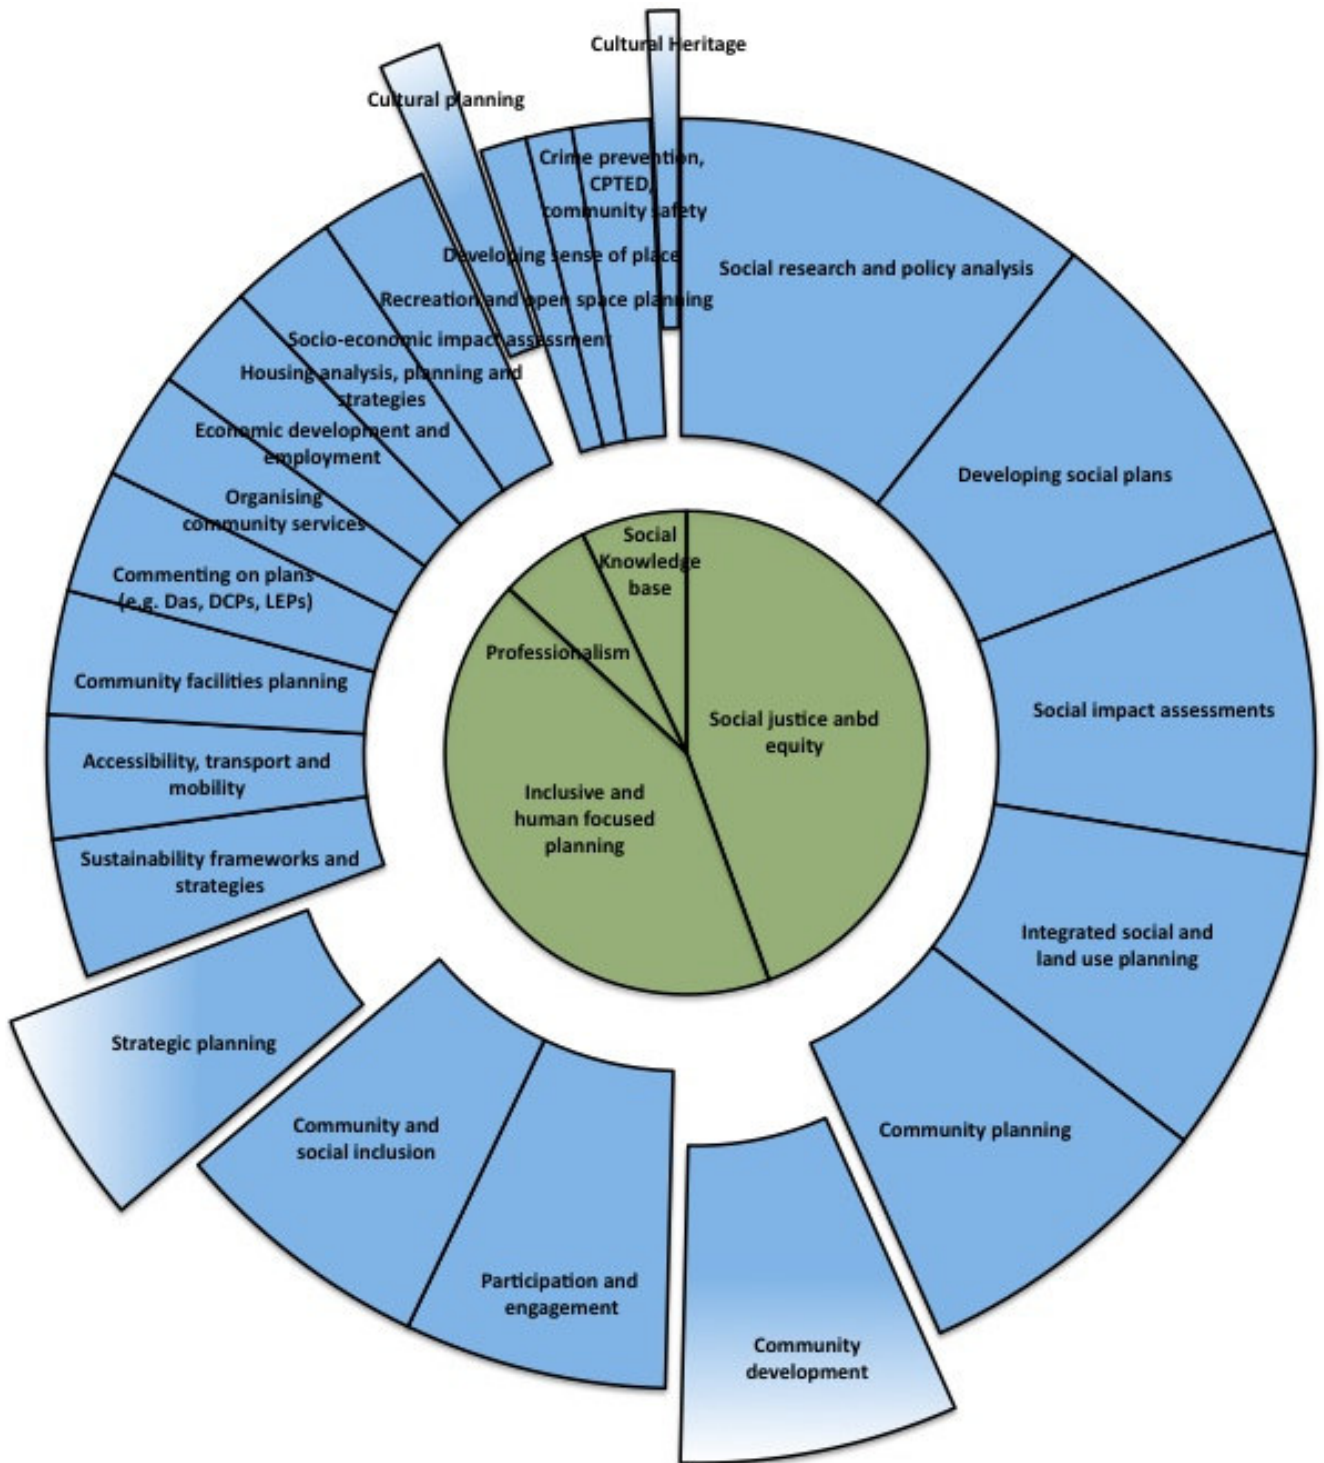 Cultural Heritage
Cultural planning
Crime prevention,
CPTED,
community safety
Developing sense of place
Recreation and open space planning
Socio-economic impact assessment
Housing analysis, planning and
strategies
Economic development and
employment
Organising
community services
Commenting on plans
(e.g. Das, DCPs, LEPs)
Community facilities planning
Accessibility, transport and
mobility
Sustainability frameworks and
strategies
Strategic planning
Community and
social inclusion
Participation and
engagement
Community
development
Community planning
Integrated social and
land use planning
Social impact assessments
Developing social plans
Social research and policy analysis
Social
Knowledge
base
Professionalism
Social justice anbd
equity
Inclusive and
human focused
planning